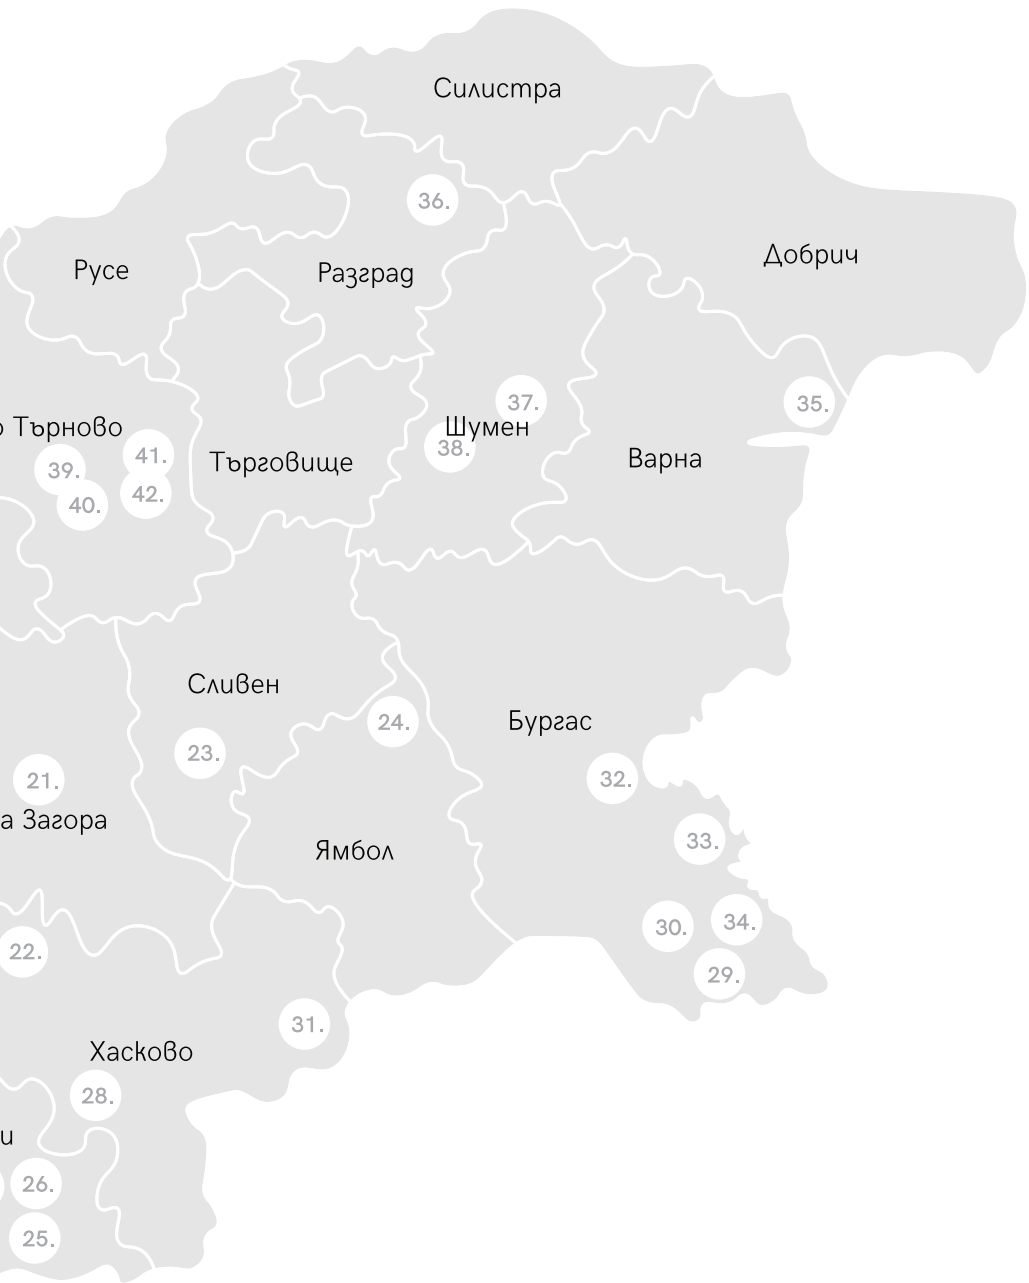 Силистра
36.
Добрич
Русе
Разград
37.
35.
о Търново
Шумен
41.
38.
Търговище
Варна
39.
42.
40.
Сливен
Бургас
24.
23.
32.
21.
а Загора
33.
Ямбол
34.
30.
22.
29.
31.
Хасково
28.
и
26.
25.